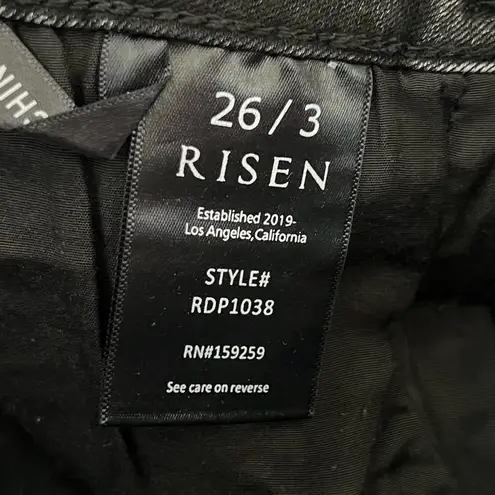 26 / 3
RISEN
Established 2019-
Los Angeles,California
STYLE#
RDP1038
RN#159259
See care on reverse